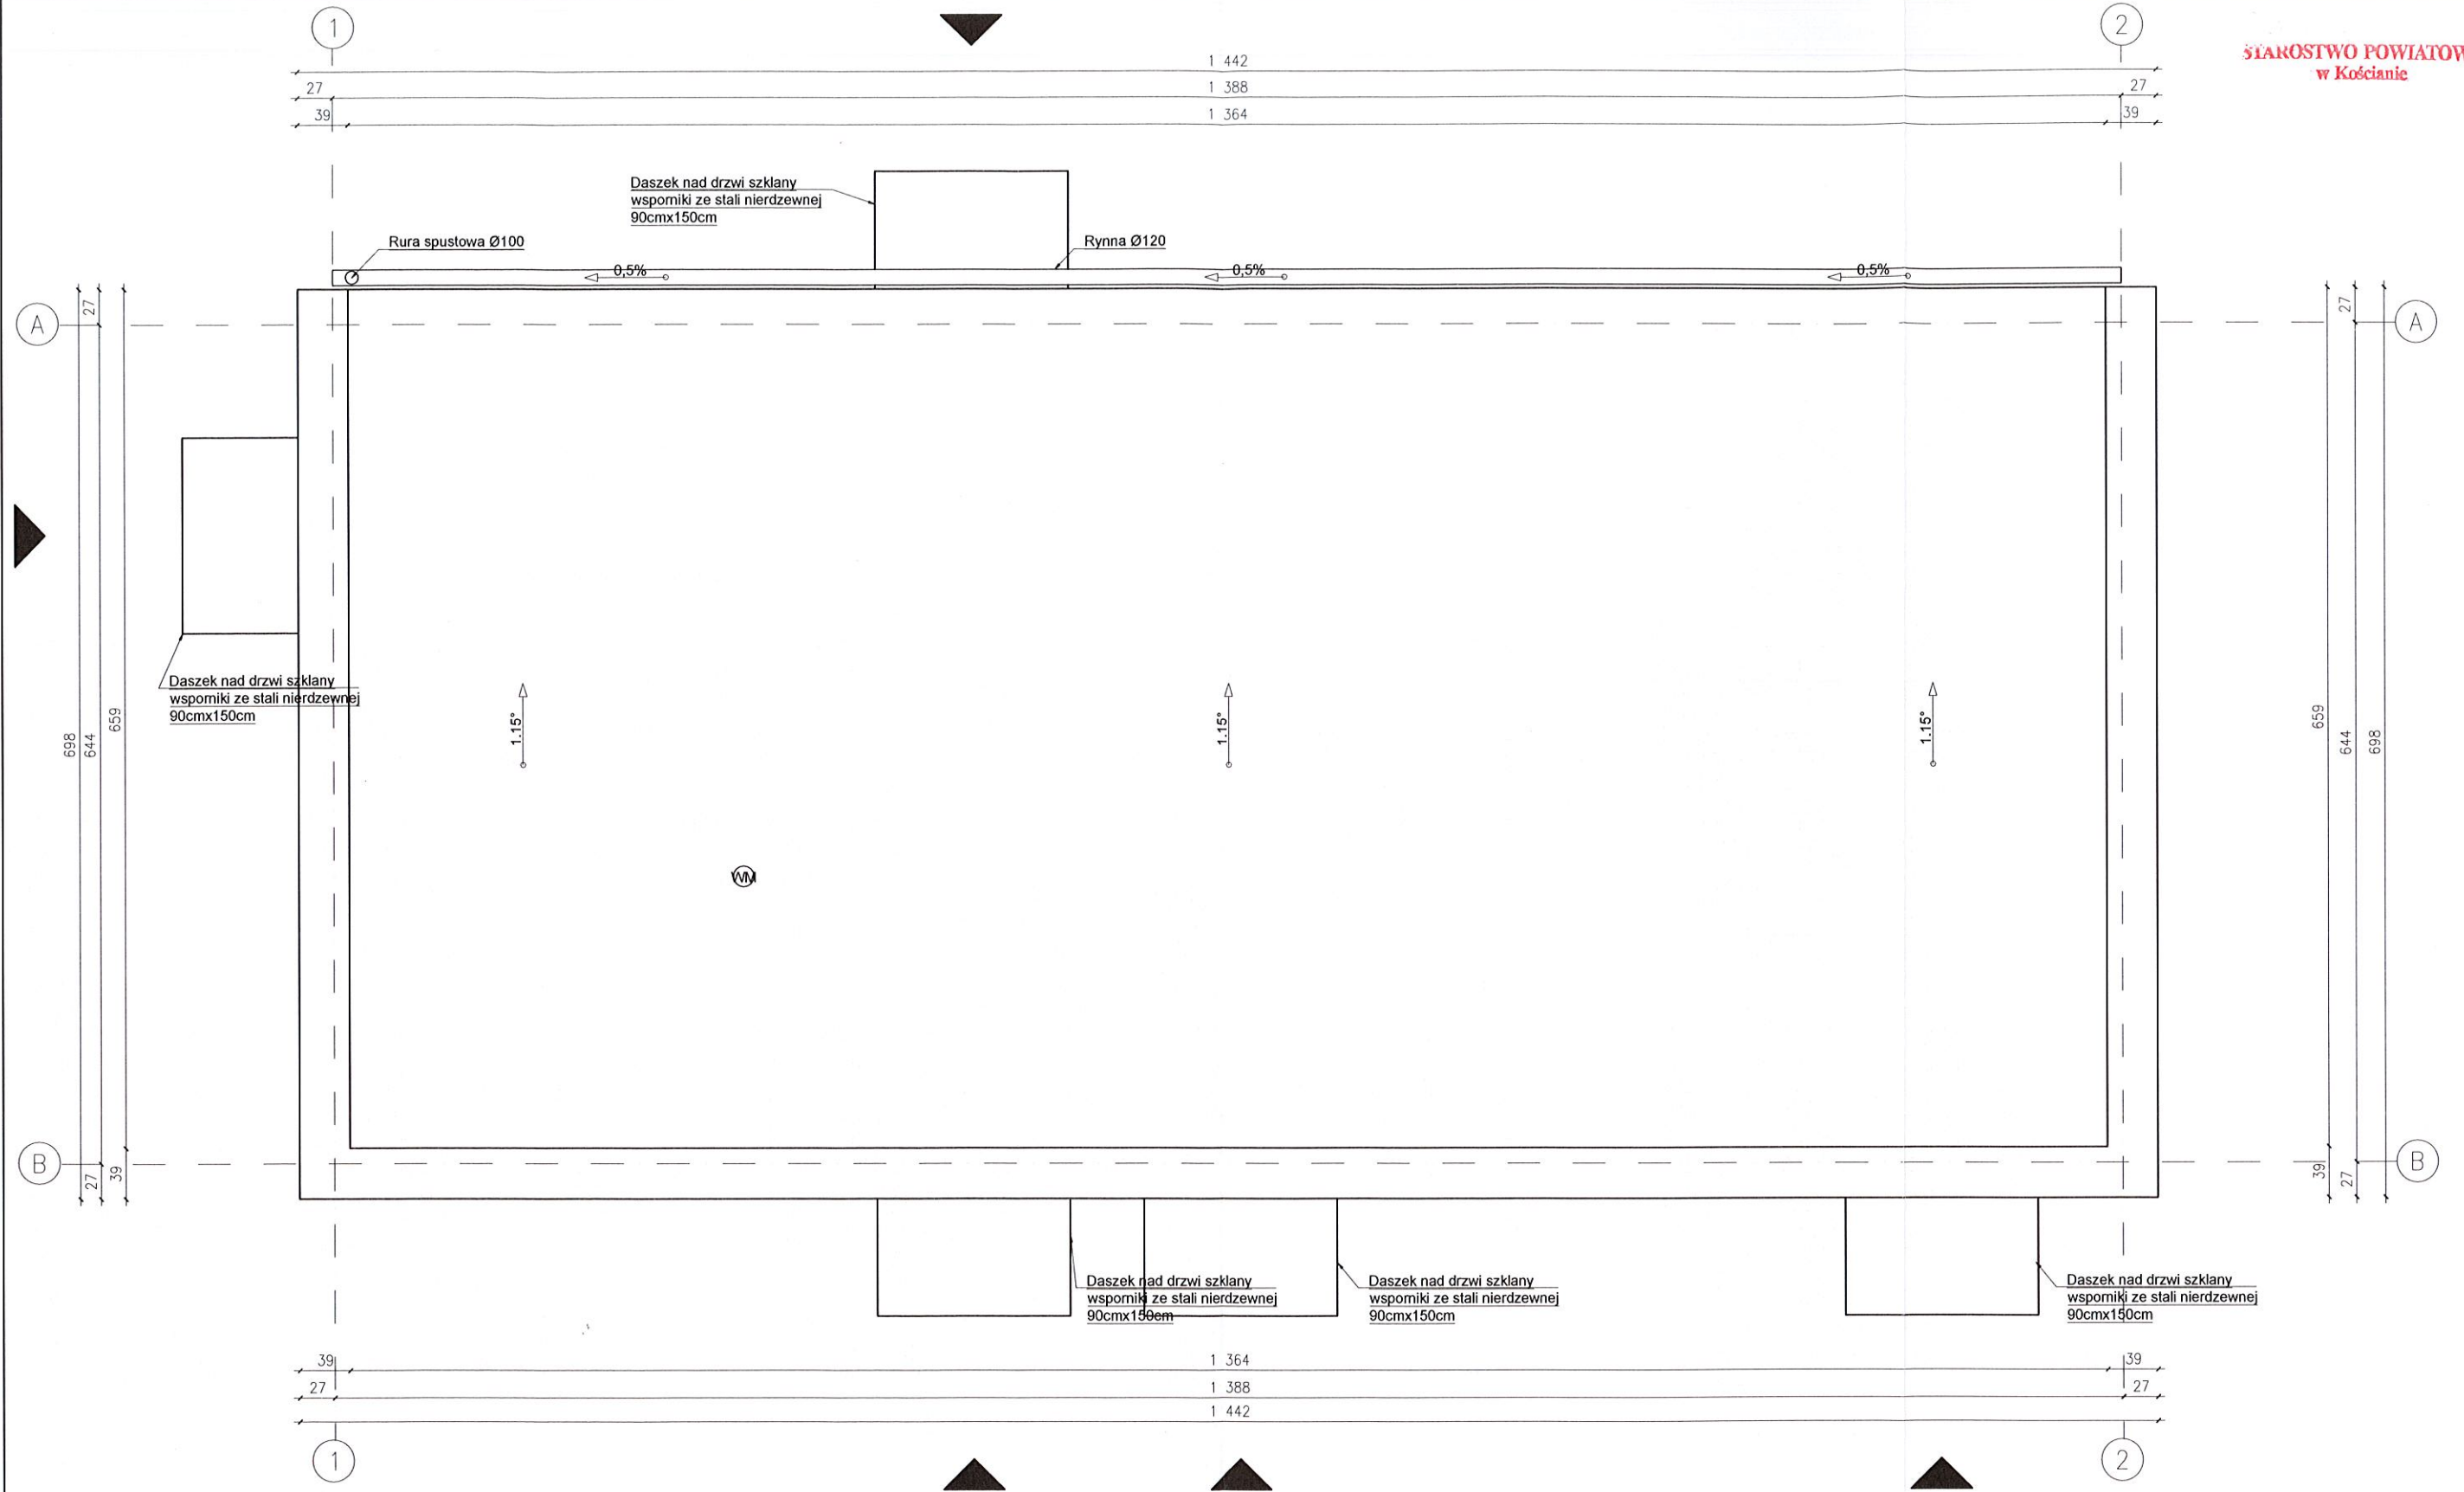 1
2
STAROSTWO POWIATOW
w Kościanie
1 442
27
1 388
27
39
1 364
39
Daszek nad drzwi szklany
wsporniki ze stali nierdzewnej
90cmx150cm
Rura spustowa Ø100
Rynna Ø120
0,5%
0,5%
0,5%
27
27
A
A
Daszek nad drzwi szklany
wsporniki ze stali nierdzewnej
90cmx150cm
698
644
659
1.15°
1.15°
1.15°
659
644
698
WM
B
27
39
39
27
B
Daszek nad drzwi szklany
wsporniki ze stali nierdzewnej
90cmx150cm
Daszek nad drzwi szklany
wsporniki ze stali nierdzewnej
90cmx150cm
Daszek nad drzwi szklany
wsporniki ze stali nierdzewnej
90cmx150cm
39
1 364
39
27
1 388
27
1 442
1
2